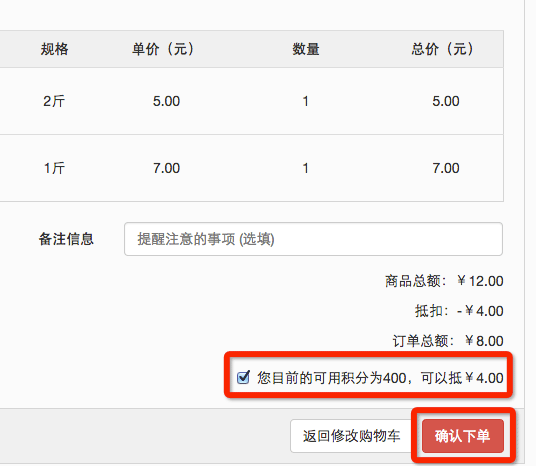 规格 单价（元） 数量 总价（元）
2斤 5.00 1 5.00
1斤 7.00 1 7.00
备注信息 提醒注意的事项 (选填)
商品总额：￥12.00
抵扣：-￥4.00
订单总额：￥8.00
您目前的可用积分为400，可以抵￥4.00
返回修改购物车 确认下单